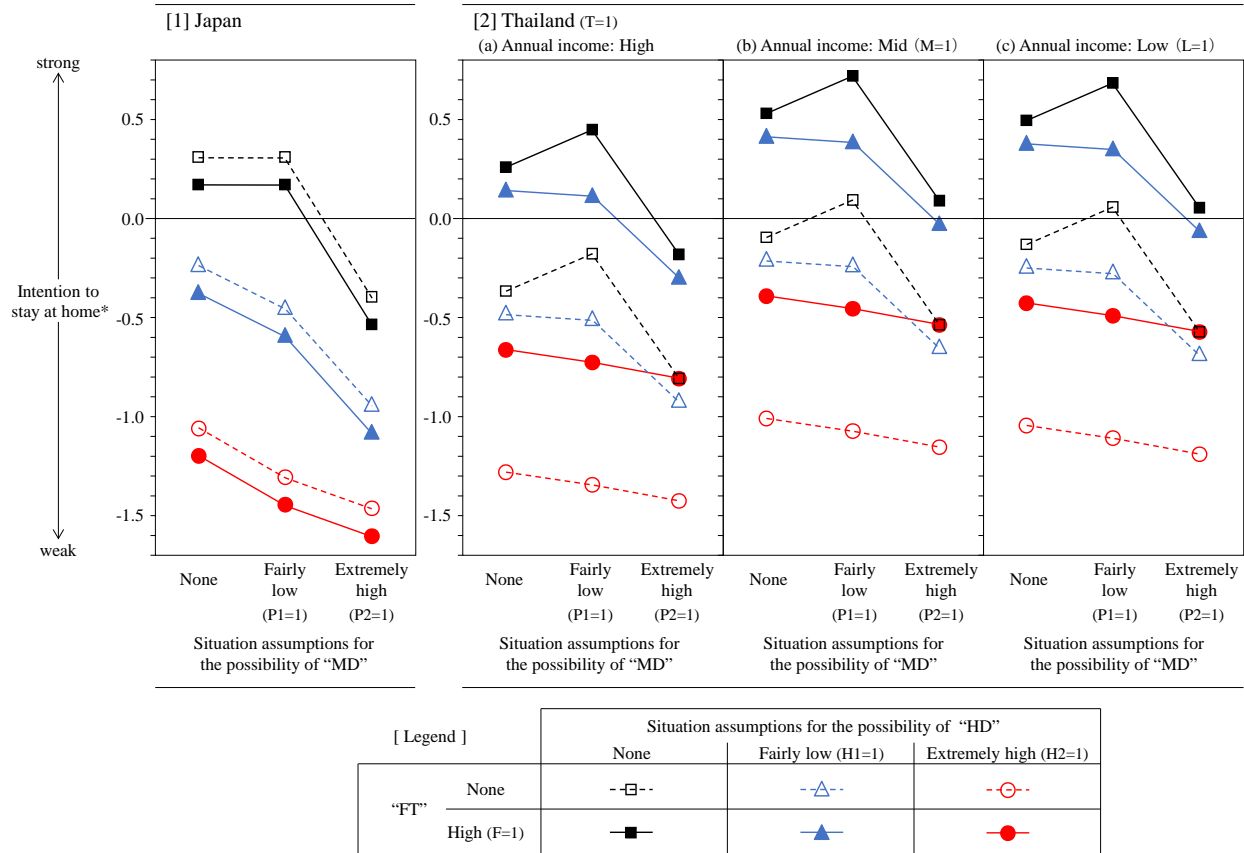 [1] Japan
[2] Thailand (T=1)
(a) Annual income: High
(b) Annual income: Mid (M=1)
(c) Annual income: Low (L=1)
strong
Intention to
stay at home*
weak
0.5
0.0
-0.5
-1.0
-1.5
0.5
0.0
-0.5
-1.0
-1.5
None
Fairly
low
(P1=1)
Extremely
high
(P2=1)
Situation assumptions for
the possibility of “MD”
None
Fairly
low
(P1=1)
Extremely
high
(P2=1)
Situation assumptions for
the possibility of “MD”
None
Fairly
low
(P1=1)
Extremely
high
(P2=1)
Situation assumptions for
the possibility of “MD”
None
Fairly
low
(P1=1)
Extremely
high
(P2=1)
Situation assumptions for
the possibility of “MD”
[ Legend ]
Situation assumptions for the possibility of “HD”
None
Fairly low (H1=1)
Extremely high (H2=1)
“FT”
None
High (F=1)